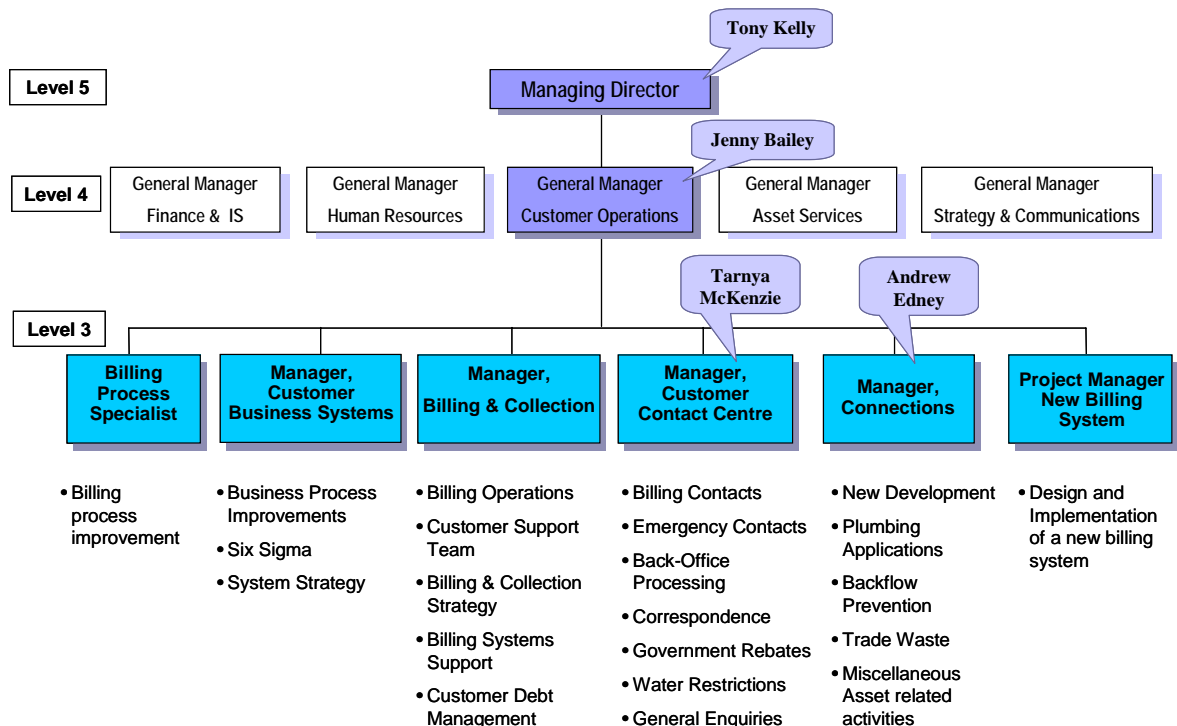 Tony Kelly
Level 5
Managing Director
Jenny Bailey
Level 4
General Manager
Finance & IS
General Manager
Human Resources
General Manager
Customer Operations
General Manager
Asset Services
General Manager
Strategy & Communications
Tarnya
McKenzie
Andrew
Edney
Level 3
Billing
Process
Specialist
Manager,
Customer
Business Systems
Manager,
Billing & Collection
Manager,
Customer
Contact Centre
Manager,
Connections
Project Manager
New Billing
System
• Billing
process
improvement
• Business Process
Improvements
• Six Sigma
• System Strategy
• Billing Operations
• Customer Support
Team
• Billing & Collection
Strategy
• Billing Systems
Support
• Customer Debt
Management
• Billing Contacts
• Emergency Contacts
• Back-Office
Processing
• Correspondence
• Government Rebates
• Water Restrictions
• General Enquiries
• New Development
• Plumbing
Applications
• Backflow
Prevention
• Trade Waste
• Miscellaneous
Asset related
activities
• Design and
Implementation
of a new billing
system